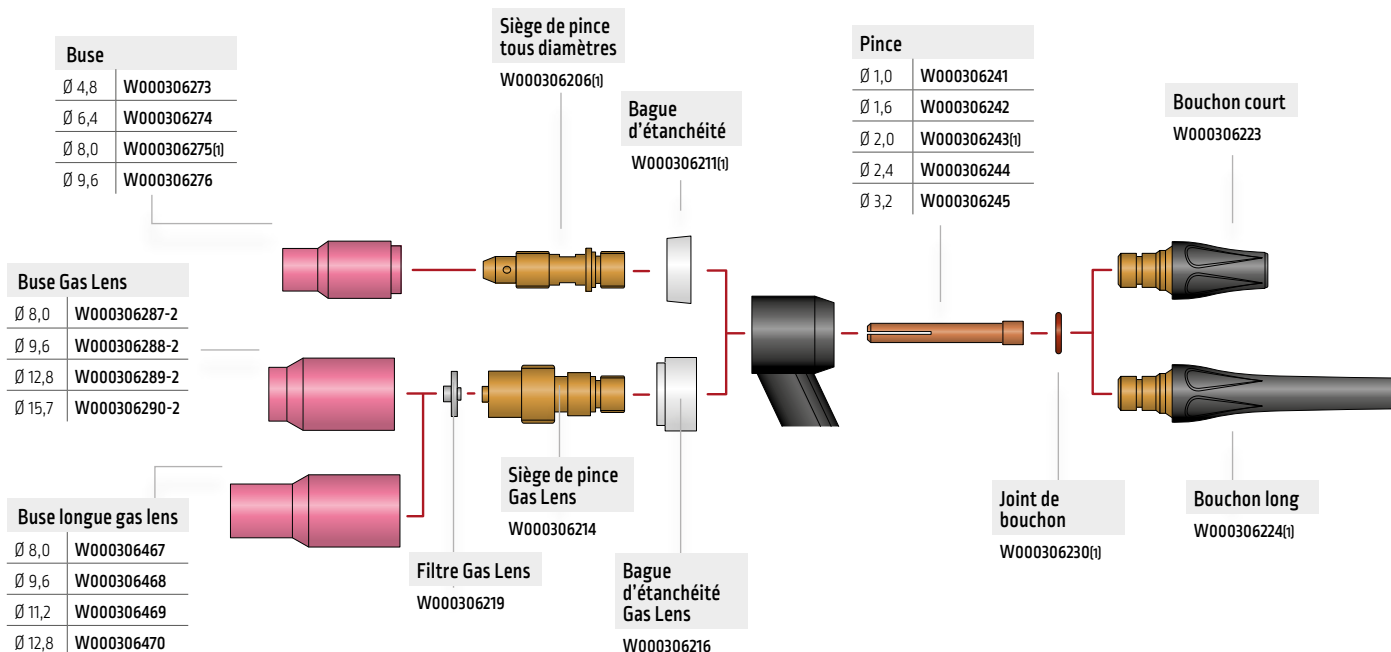 Buse
Ø 4,8 W000306273
Ø 6,4 W000306274
Ø 8,0 W000306275(1)
Ø 9,6 W000306276
Siège de pince
tous diamètres
W000306206(1)
Bague
d'étanchéité
W000306211(1)
Pince
Ø 1,0 W000306241
Ø 1,6 W000306242
Ø 2,0 W000306243(1)
Ø 2,4 W000306244
Ø 3,2 W000306245
Bouchon court
W000306223
Buse Gas Lens
Ø 8,0 W000306287-2
Ø 9,6 W000306288-2
Ø 12,8 W000306289-2
Ø 15,7 W000306290-2
Buse longue gas lens
Ø 8,0 W000306467
Ø 9,6 W000306468
Ø 11,2 W000306469
Ø 12,8 W000306470
Filtre Gas Lens
W000306219
Siège de pince
Gas Lens
W000306214
Bague
d'étanchéité
Gas Lens
W000306216
Joint de
bouchon
W000306230(1)
Bouchon long
W000306224(1)